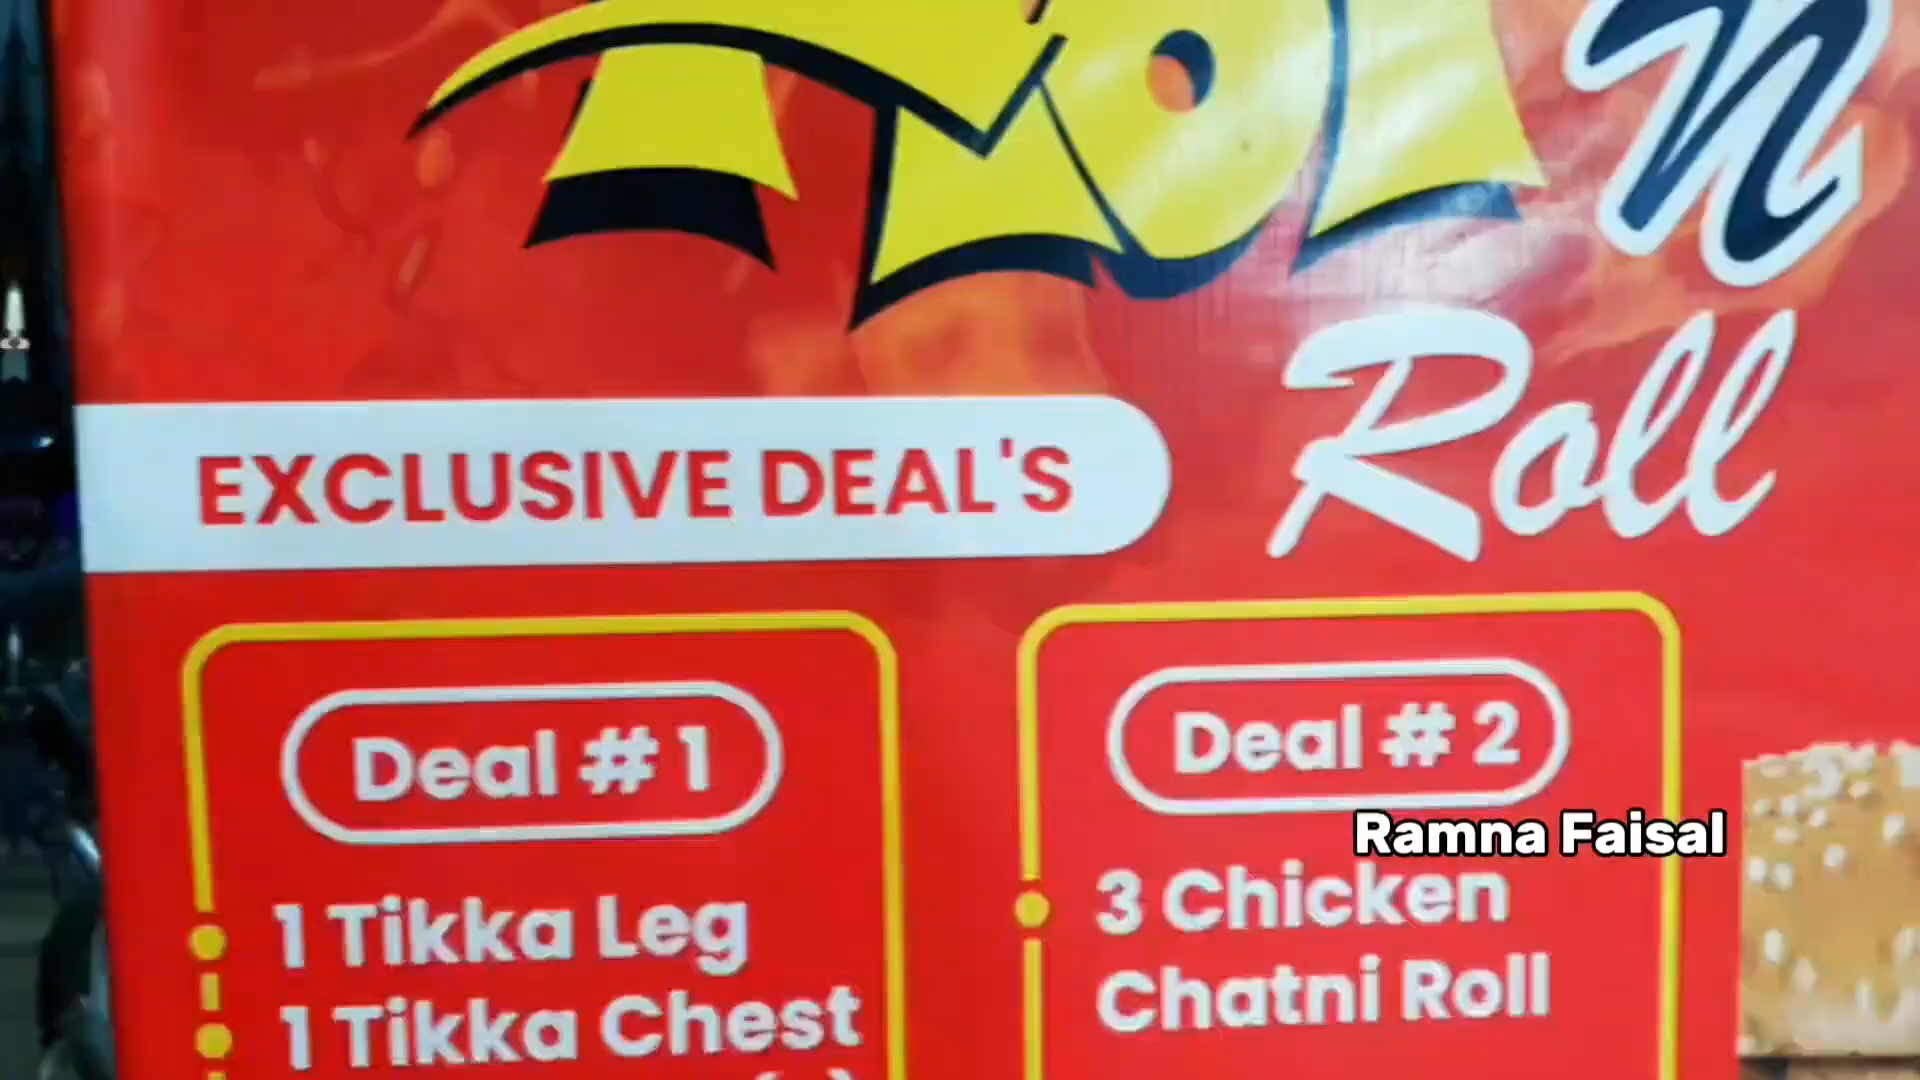 n
Roll
EXCLUSIVE DEAL'S
Deal # 1
1 Tikka Leg
1 Tikka Chest
Deal # 2
3 Chicken
Chatni Roll
Ramna Faisal